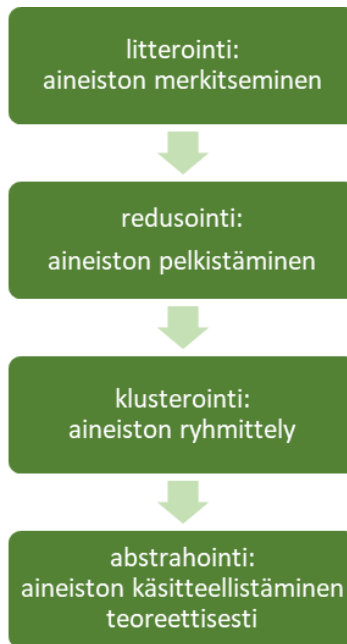 litterointi:
aineiston merkitseminen
redusointi:
aineiston pelkistäminen
klusterointi:
aineiston ryhmittely
abstrahointi:
aineiston käsitteellistäminen
teoreettisesti